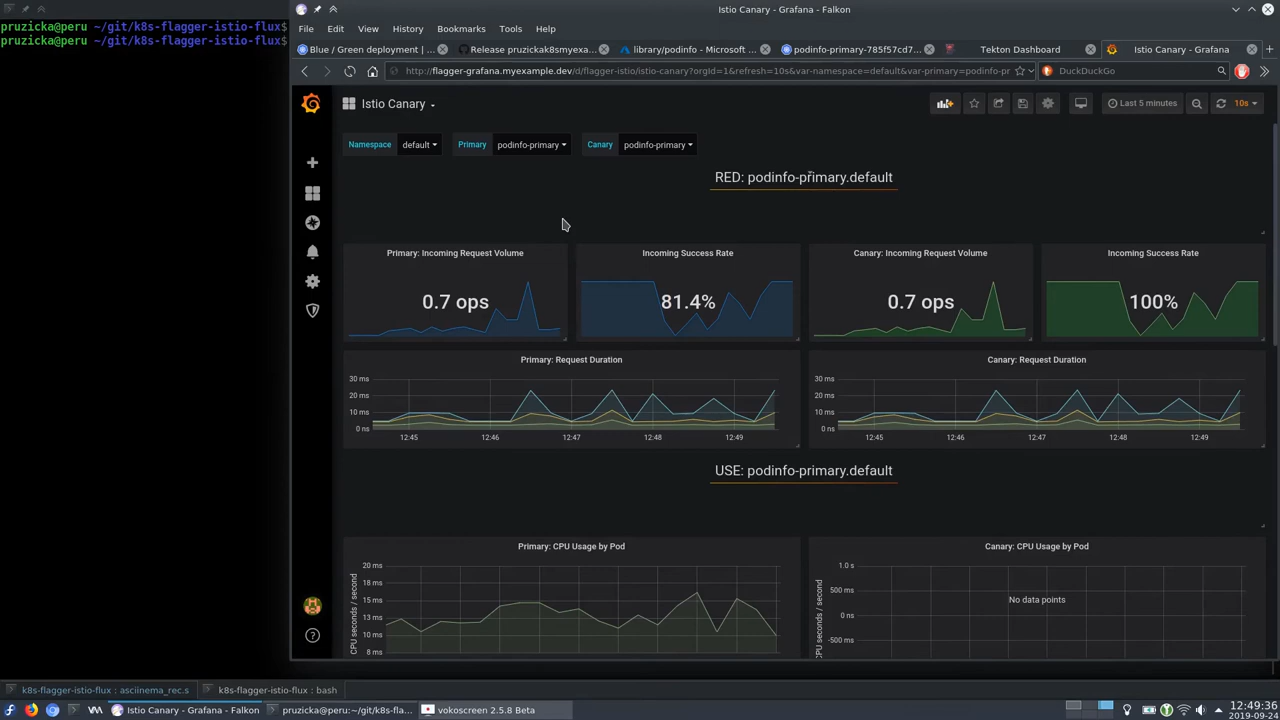 pruzicka@peru ~/git/k8s-flagger-istio-flux$
pruzicka@peru ~/git/k8s-flagger-istio-flux$
Istio Canary - Grafana - Falkon
File Edit View History Bookmarks Tools Help
Blue / Green deployment |
Release pruzickak8smyexa...
library/podinfo - Microsoft ...
podinfo-primary-785f57cd7...
Tekton Dashboard
Istio Canary - Grafana
http://flagger-grafana.myexample.dev/d/flagger-istio/istio-canary?orgId=1&refresh=10s&var-namespace=default&var-primary=podinfo-pr
DuckDuckGo
Istio Canary
Last 5 minutes
10s
Namespace default Primary podinfo-primary Canary podinfo-primary
RED: podinfo-primary.default
Primary: Incoming Request Volume
0.7 ops
Incoming Success Rate
81.4%
Canary: Incoming Request Volume
0.7 ops
Incoming Success Rate
100%
Primary: Request Duration
30 ms
20 ms
10 ms
0 ns
12:45 12:46 12:47 12:48 12:49
Canary: Request Duration
30 ms
20 ms
10 ms
0 ns
12:45 12:46 12:47 12:48 12:49
USE: podinfo-primary.default
Primary: CPU Usage by Pod
CPU seconds / second
20 ms
18 ms
15 ms
13 ms
10 ms
8 ms
Canary: CPU Usage by Pod
CPU seconds / second
1.0 s
500 ms
0 ns
-500 ms
No data points
k8s-flagger-istio-flux : asciinema_rec.s
k8s-flagger-istio-flux : bash
Istio Canary - Grafana - Falkon
pruzicka@peru:~/git/k8s-fla...
vokoscreen 2.5.8 Beta
12:49:36
2019-09-24